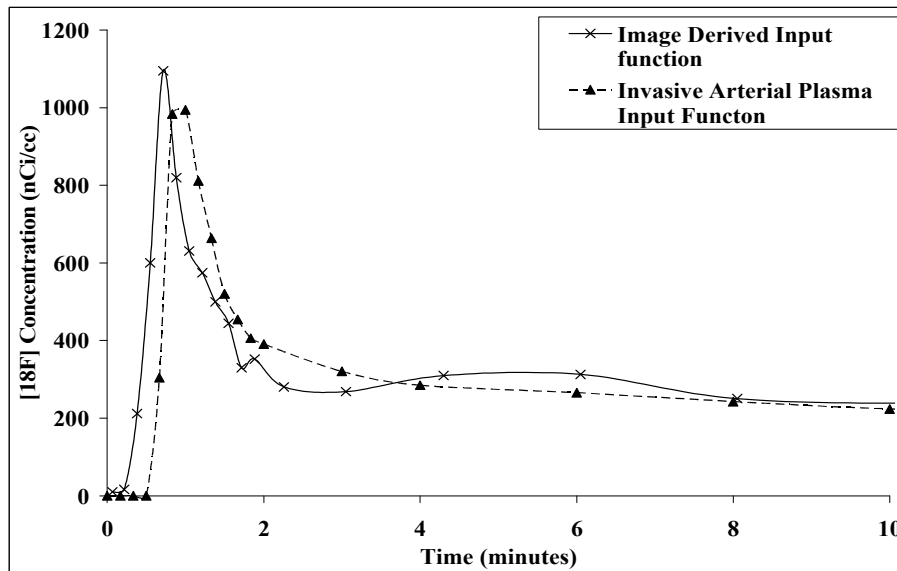 1200
1000
800
600
400
200
0
[18F] Concentration (nCi/cc)
Image Derived Input
function
Invasive Arterial Plasma
Input Functon
0 2 4 6 8 10
Time (minutes)